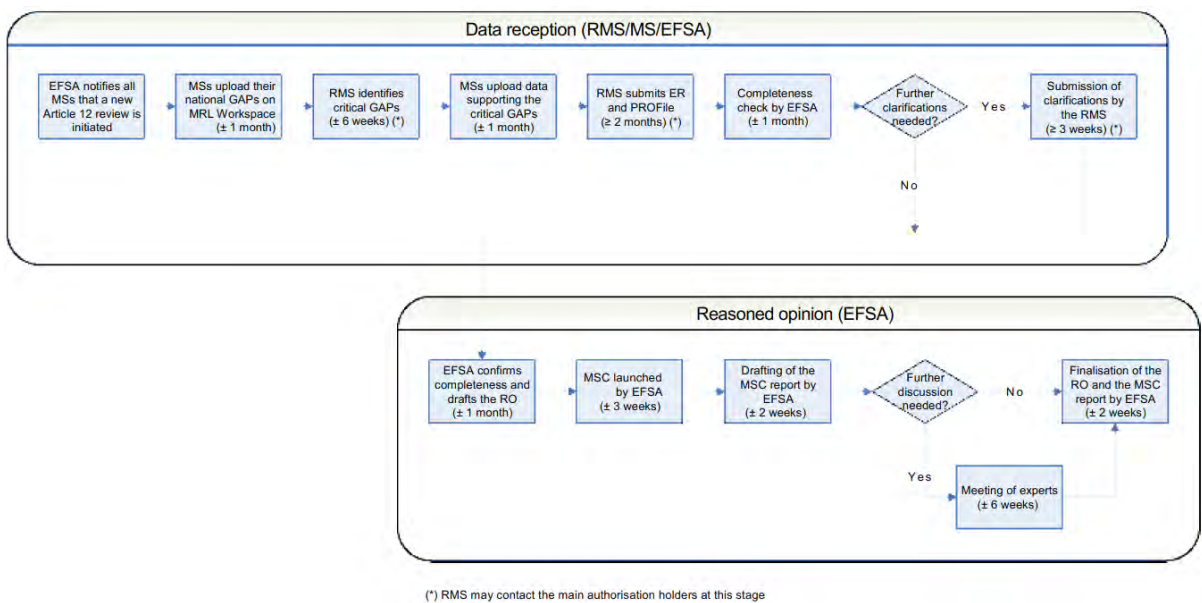 Data reception (RMS/MS/EFSA)
EFSA notifies all
MSs that a new
Article 12 review is
initiated
MSs upload their
national GAPs on
MRL Workspace
(± 1 month)
RMS identifies
critical GAPs
(± 6 weeks) (*)
MSs upload data
supporting the
critical GAPs
(± 1 month)
RMS submits ER
and PROFile
(≥ 2 months) (*)
Completeness
check by EFSA
(± 1 month)
Further
clarifications
needed?
Yes
Submission of
clarifications by
the RMS
(≥ 3 weeks) (*)
No
Reasoned opinion (EFSA)
EFSA confirms
completeness and
drafts the RO
(± 1 month)
MSC launched
by EFSA
(± 3 weeks)
Drafting of the
MSC report by
EFSA
(± 2 weeks)
Further
discussion
needed?
No
Finalisation of the
RO and the MSC
report by EFSA
(± 2 weeks)
Yes
Meeting of experts
(± 6 weeks)
(*) RMS may contact the main authorisation holders at this stage